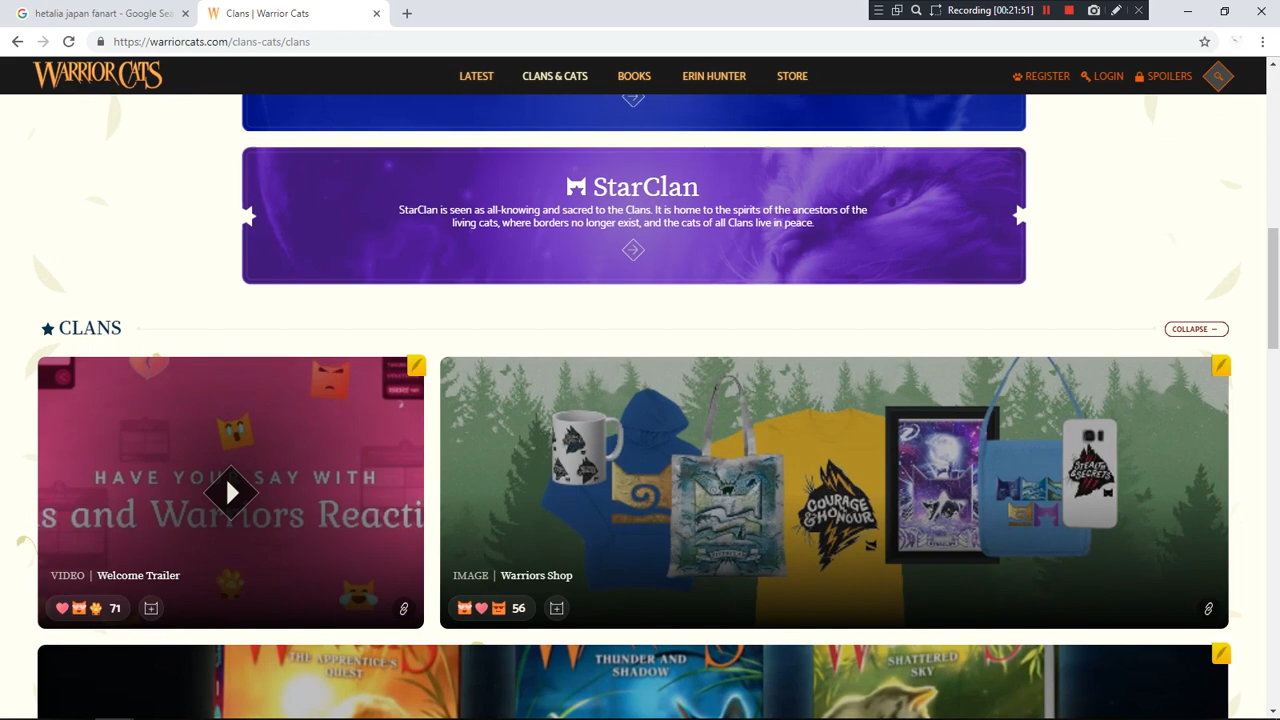 hetalia japan fanart - Google Sea
Clans | Warrior Cats
Recording [00:21:51]
https://warriorcats.com/clans-cats/clans
WARRIOR CATS
LATEST
CLANS & CATS
BOOKS
ERIN HUNTER
STORE
REGISTER
LOGIN
SPOILERS
StarClan
StarClan is seen as all-knowing and sacred to the Clans. It is home to the spirits of the ancestors of the
living cats, where borders no longer exist, and the cats of all Clans live in peace.
CLANS
COLLAPSE −
HAVE YOU SAY WITH
s and Warriors Reacti
VIDEO | Welcome Trailer
71
COURAGE
& HONOUR
STEALTH
& SECRETS
RIVERCLAN
IMAGE | Warriors Shop
56
THE APPRENTICE'S
QUEST
THUNDER AND
SHADOW
SHATTERED
SKY